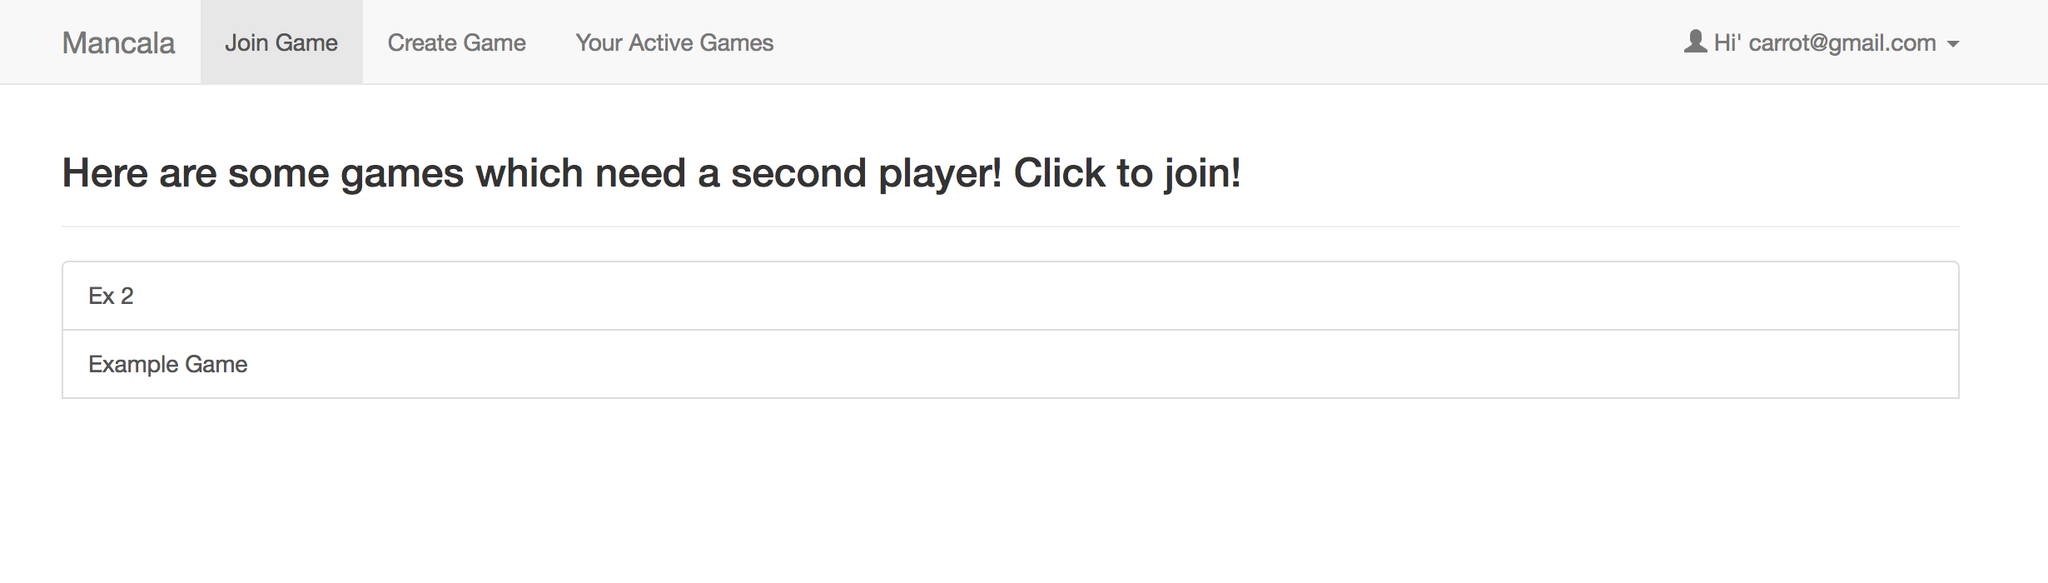 Mancala
Join Game
Create Game
Your Active Games
Hi' carrot@gmail.com
Here are some games which need a second player! Click to join!
Ex 2
Example Game